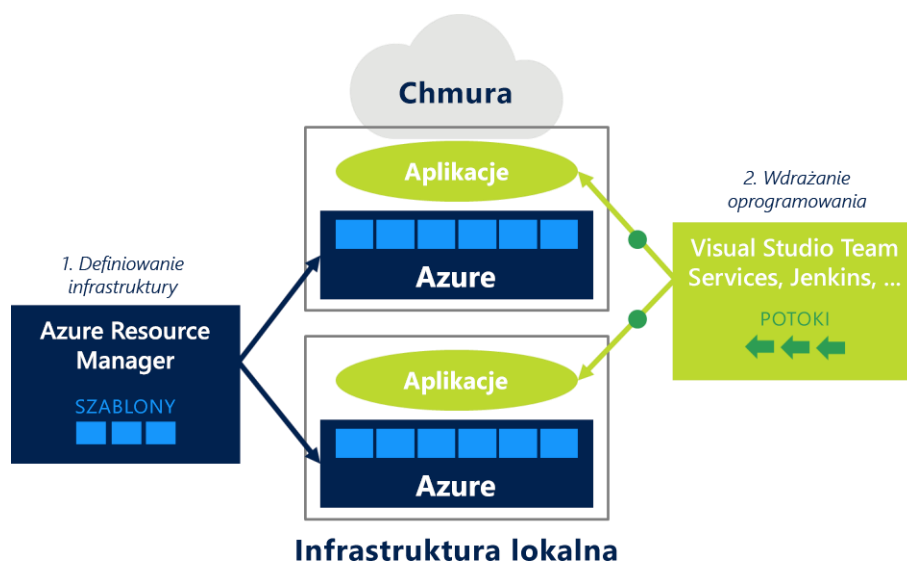 Chmura
Aplikacje
Azure
1. Definiowanie
infrastruktury
Azure Resource
Manager
SZABLONY
2. Wdrażanie
oprogramowania
Visual Studio Team
Services, Jenkins, ...
POTOKI
Aplikacje
Azure
Infrastruktura lokalna